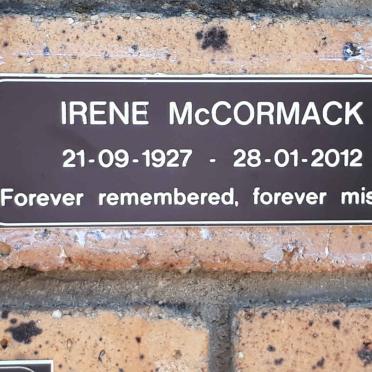 IRENE McCORMACK
21-09-1927 - 28-01-2012
Forever remembered, forever mis